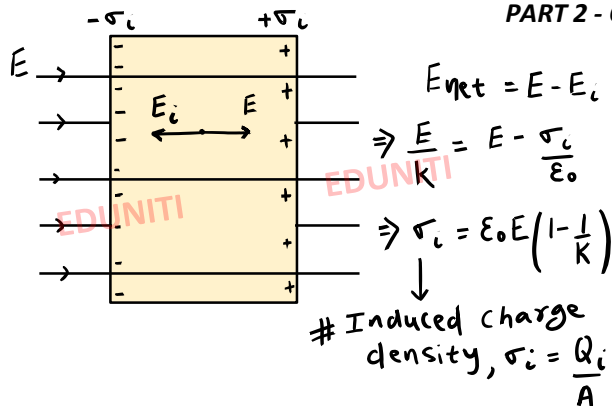 PART 2 -
-σi +σi
E
Ei E
Enet = E - Ei
⇒ E/K = E - σi/ε0
EDUNITI
EDUNITI
⇒ σi = ε0E(1 - 1/K)
# Induced charge
density, σi = Qi/A